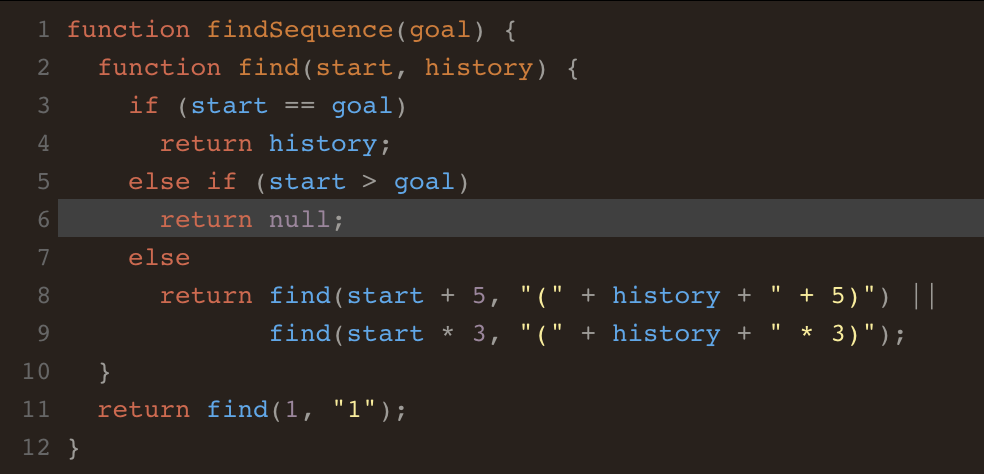 1 function findSequence(goal) {
2   function find(start, history) {
3     if (start == goal)
4       return history;
5     else if (start > goal)
6       return null;
7     else
8       return find(start + 5, "(" + history + " + 5)") ||
9              find(start * 3, "(" + history + " * 3)");
10   }
11   return find(1, "1");
12 }